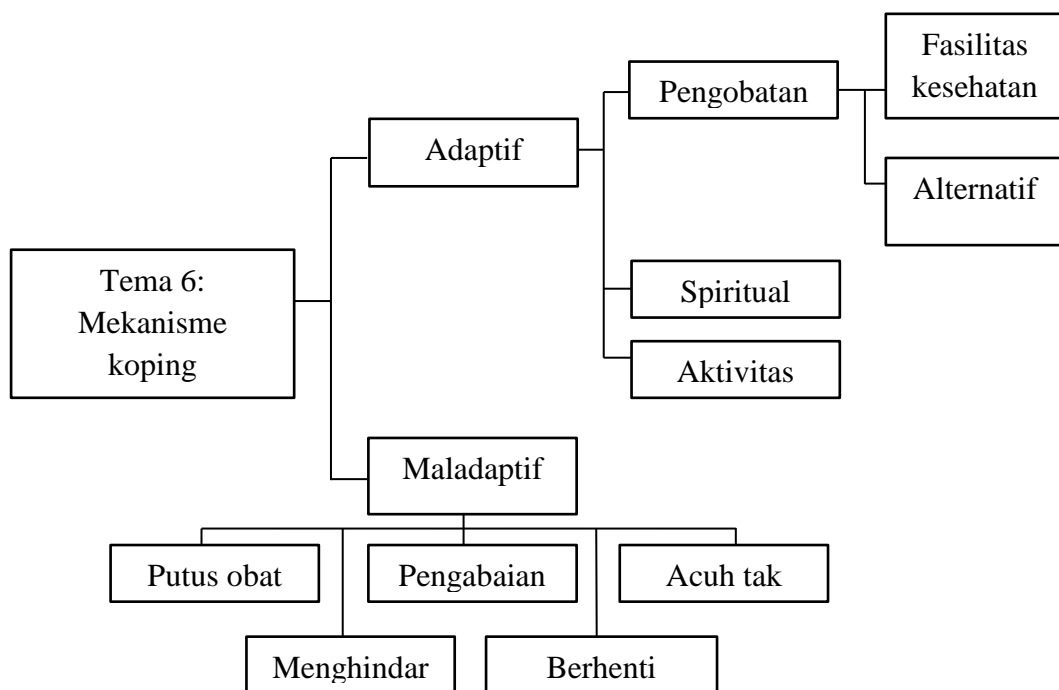 Fasilitas
kesehatan
Pengobatan
Adaptif
Alternatif
Tema 6:
Mekanisme
koping
Spiritual
Aktivitas
Maladaptif
Putus obat
Pengabaian
Acuh tak
Menghindar
Berhenti